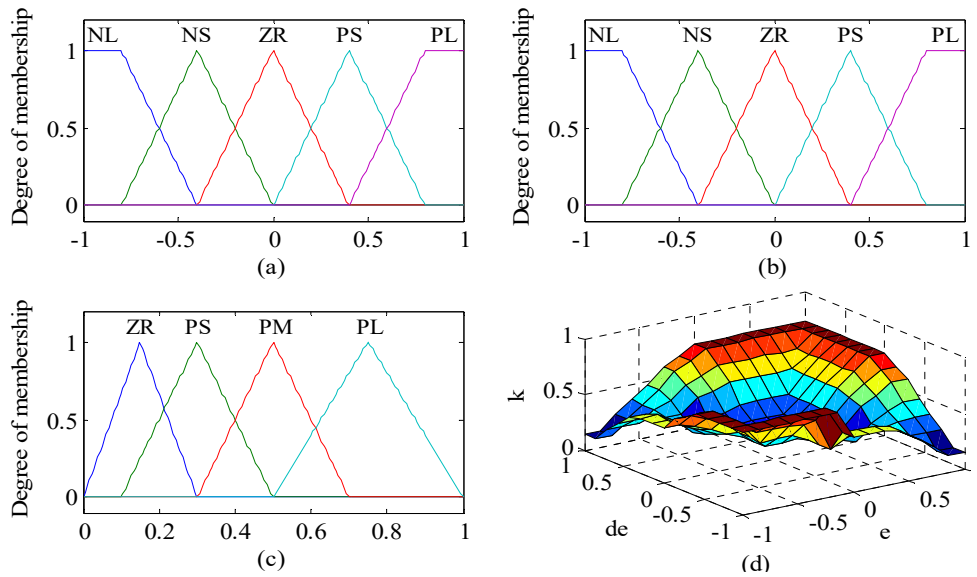 NL NS ZR PS PL
1
0.5
0
Degree of membership
-1 -0.5 0 0.5 1
(a)
NL NS ZR PS PL
1
0.5
0
Degree of membership
-1 -0.5 0 0.5 1
(b)
ZR PS PM PL
1
0.5
0
Degree of membership
0 0.2 0.4 0.6 0.8 1
(c)
1
0.5
0
k
1 0.5 0 -0.5 -1
de
-1 -0.5 0 0.5 1
e
(d)